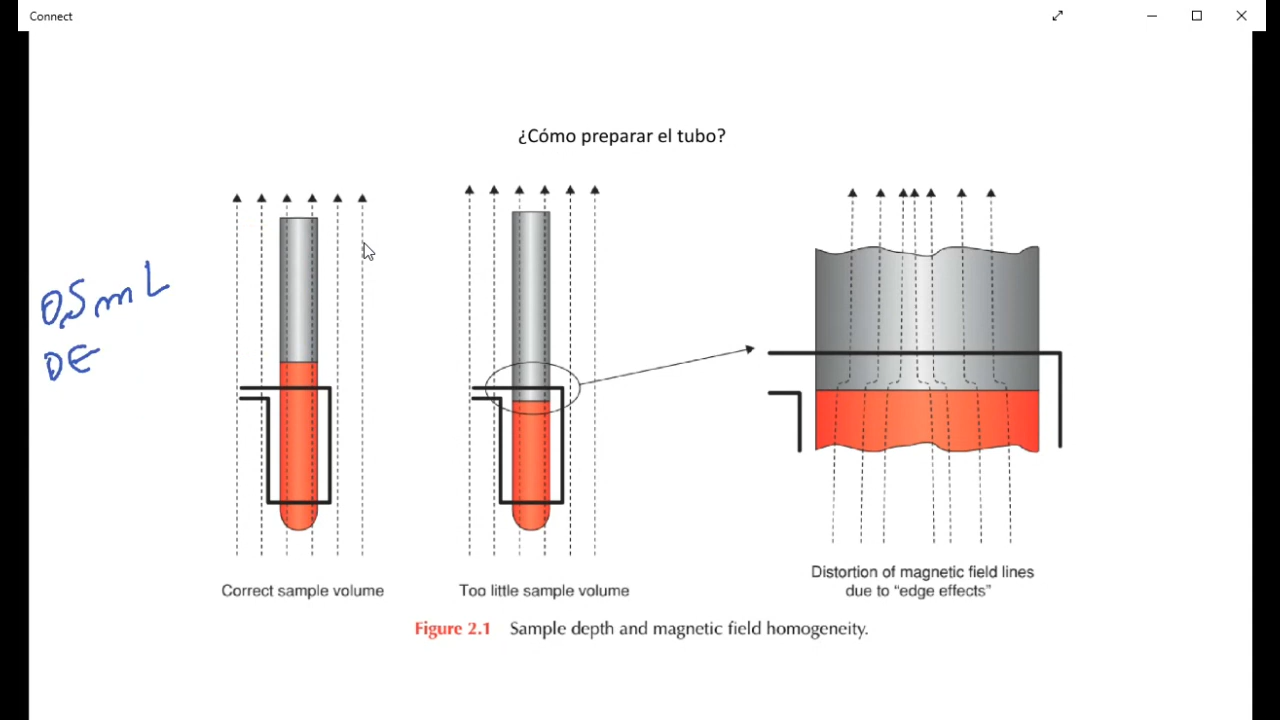 Connect
¿Cómo preparar el tubo?
0,5 mL
DE
Correct sample volume
Too little sample volume
Distortion of magnetic field lines
due to “edge effects”
Figure 2.1 Sample depth and magnetic field homogeneity.